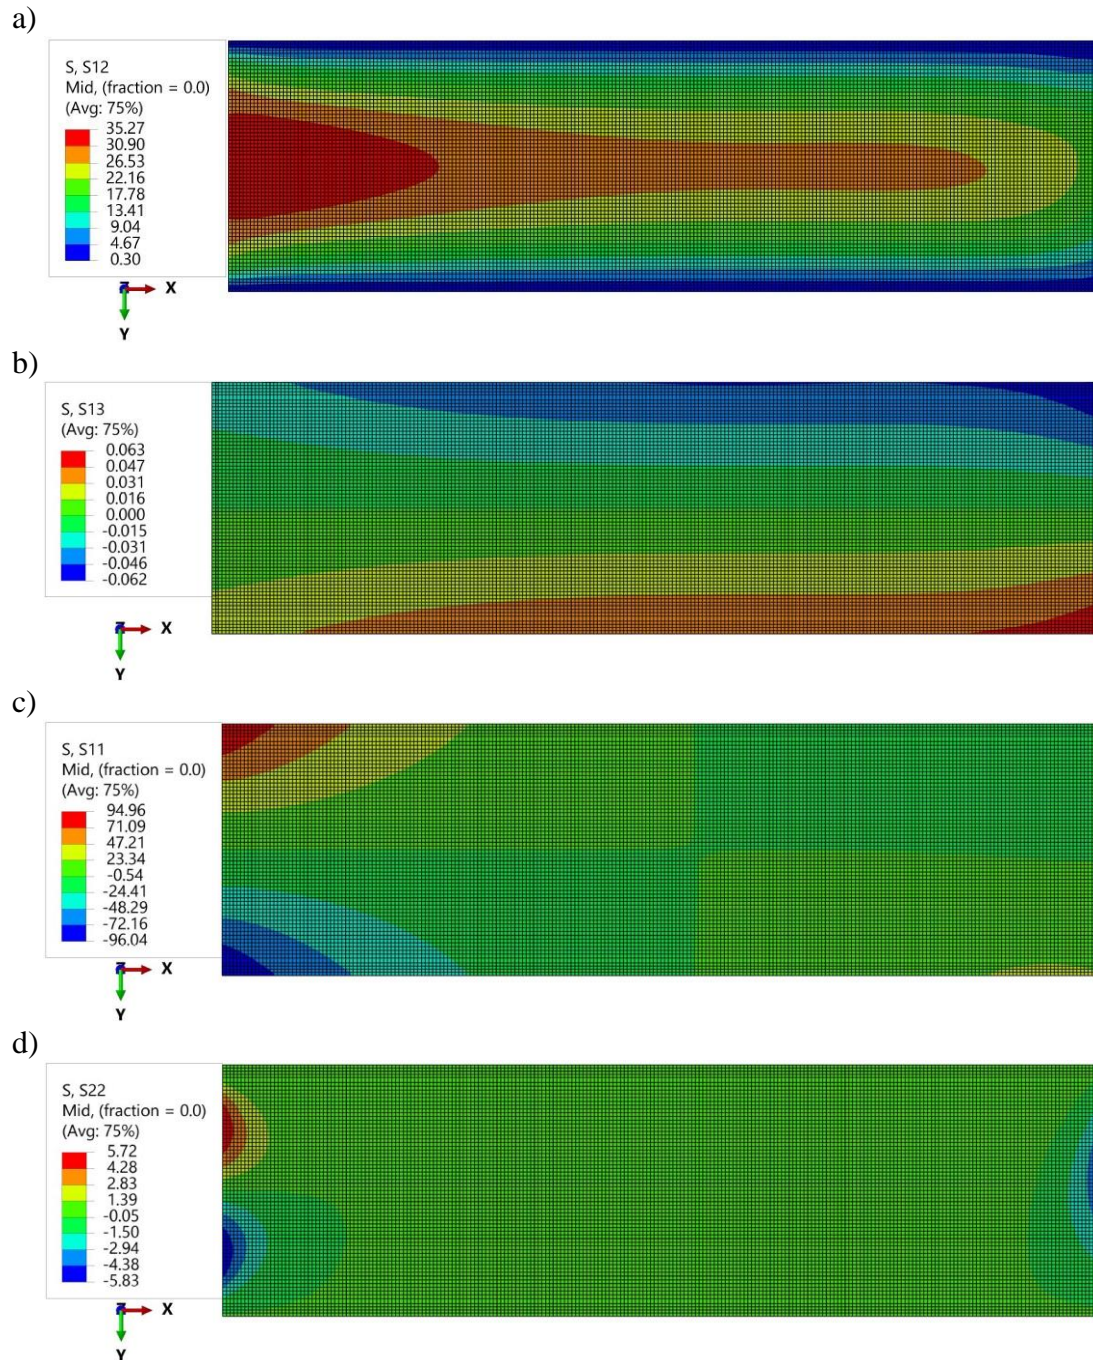 a)
S, S12
Mid, (fraction = 0.0)
(Avg: 75%)
35.27
30.90
26.53
22.16
17.78
13.41
9.04
4.67
0.30
Z X
Y
b)
S, S13
(Avg: 75%)
0.063
0.047
0.031
0.016
0.000
-0.015
-0.031
-0.046
-0.062
Z X
Y
c)
S, S11
Mid, (fraction = 0.0)
(Avg: 75%)
94.96
71.09
47.21
23.34
-0.54
-24.41
-48.29
-72.16
-96.04
Z X
Y
d)
S, S22
Mid, (fraction = 0.0)
(Avg: 75%)
5.72
4.28
2.83
1.39
-0.05
-1.50
-2.94
-4.38
-5.83
Z X
Y